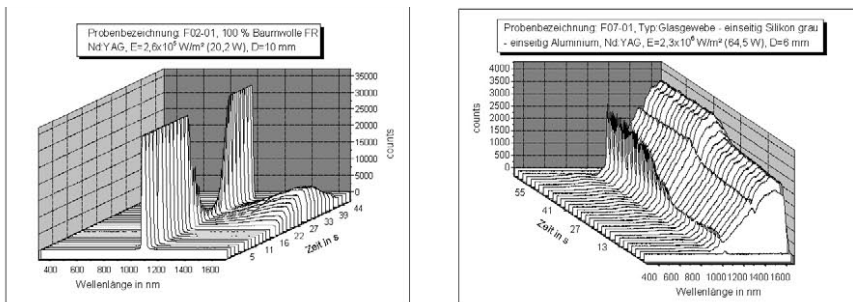 Probenbezeichnung: F02-01, 100 % Baumwolle FR
Nd:YAG, E=2,6x10⁵ W/m² (20,2 W), D=10 mm
35000
30000
25000
20000
15000
10000
5000
0
counts
44
39
33
27
22
16
11
5
Zeit in s
400 600 800 1000 1200 1400 1600
Wellenlänge in nm
Probenbezeichnung: F07-01, Typ:Glasgewebe - einseitig Silikon grau
- einseitig Aluminium, Nd:YAG, E=2,3x10⁶ W/m² (64,5 W), D=6 mm
4000
3500
3000
2500
2000
1500
1000
500
0
counts
55
41
27
13
Zeit in s
400 600 800 1000 1200 1400 1600
Wellenlänge in nm